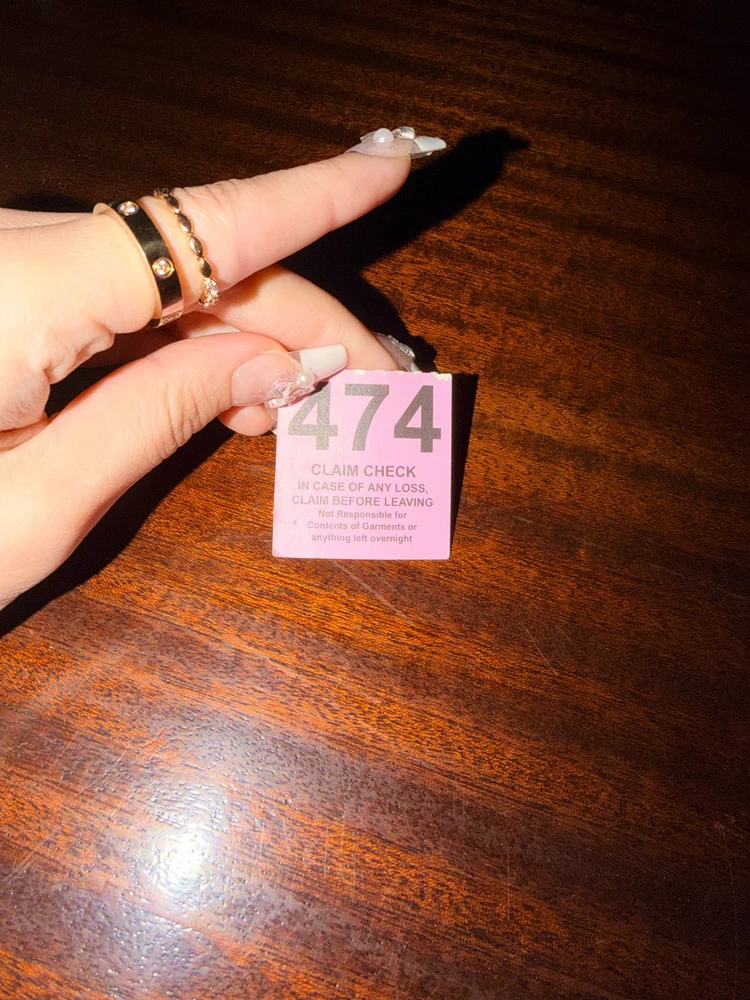 474
CLAIM CHECK
IN CASE OF ANY LOSS,
CLAIM BEFORE LEAVING
Not Responsible for
Contents of Garments or
anything left overnight